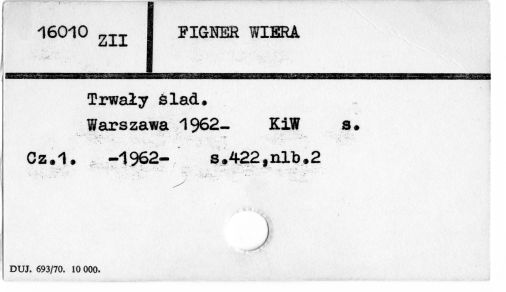 16010 ZII FIGNER WIERA
Trwały ślad.
Warszawa 1962- KiW s.
Cz.1. -1962- s.422,nlb.2
DUJ. 693/70. 10 000.